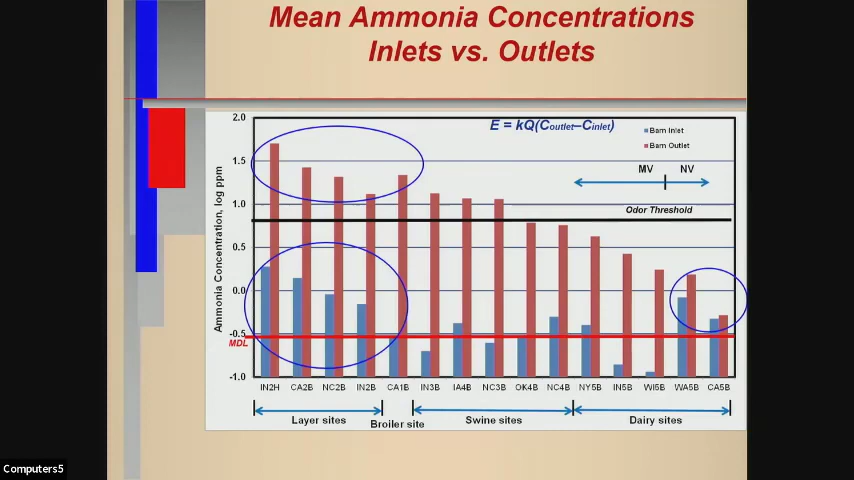 Mean Ammonia Concentrations
Inlets vs. Outlets
E = kQ(Coutlet–Cinlet)
Barn Inlet
Barn Outlet
MV NV
Odor Threshold
Ammonia Concentration, log ppm
2.0
1.5
1.0
0.5
0.0
-0.5
MDL
-1.0
IN2H CA2B NC2B IN2B CA1B IN3B IA4B NC3B OK4B NC4B NY5B IN5B WI5B WA5B CA5B
Layer sites Broiler site Swine sites Dairy sites
Computers5